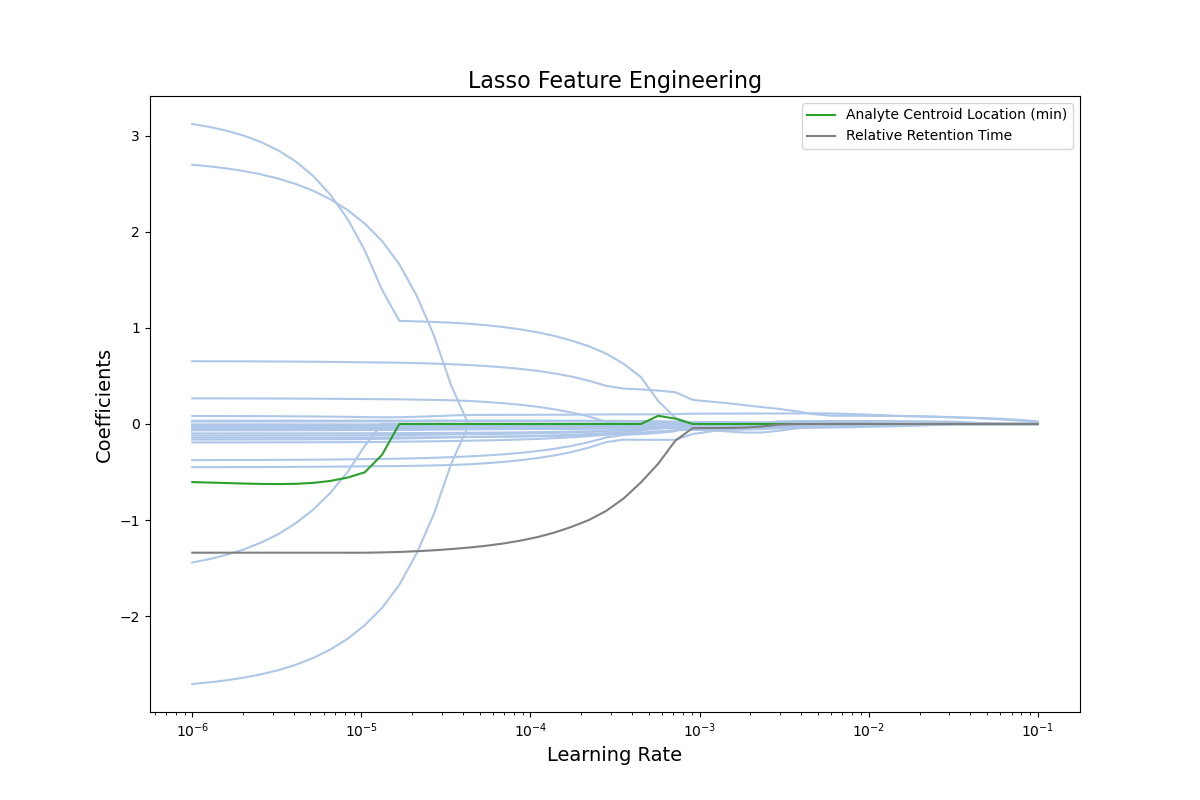 Lasso Feature Engineering
Analyte Centroid Location (min)
Relative Retention Time
Coefficients
3
2
1
0
−1
−2
10⁻⁶
10⁻⁵
10⁻⁴
10⁻³
10⁻²
10⁻¹
Learning Rate